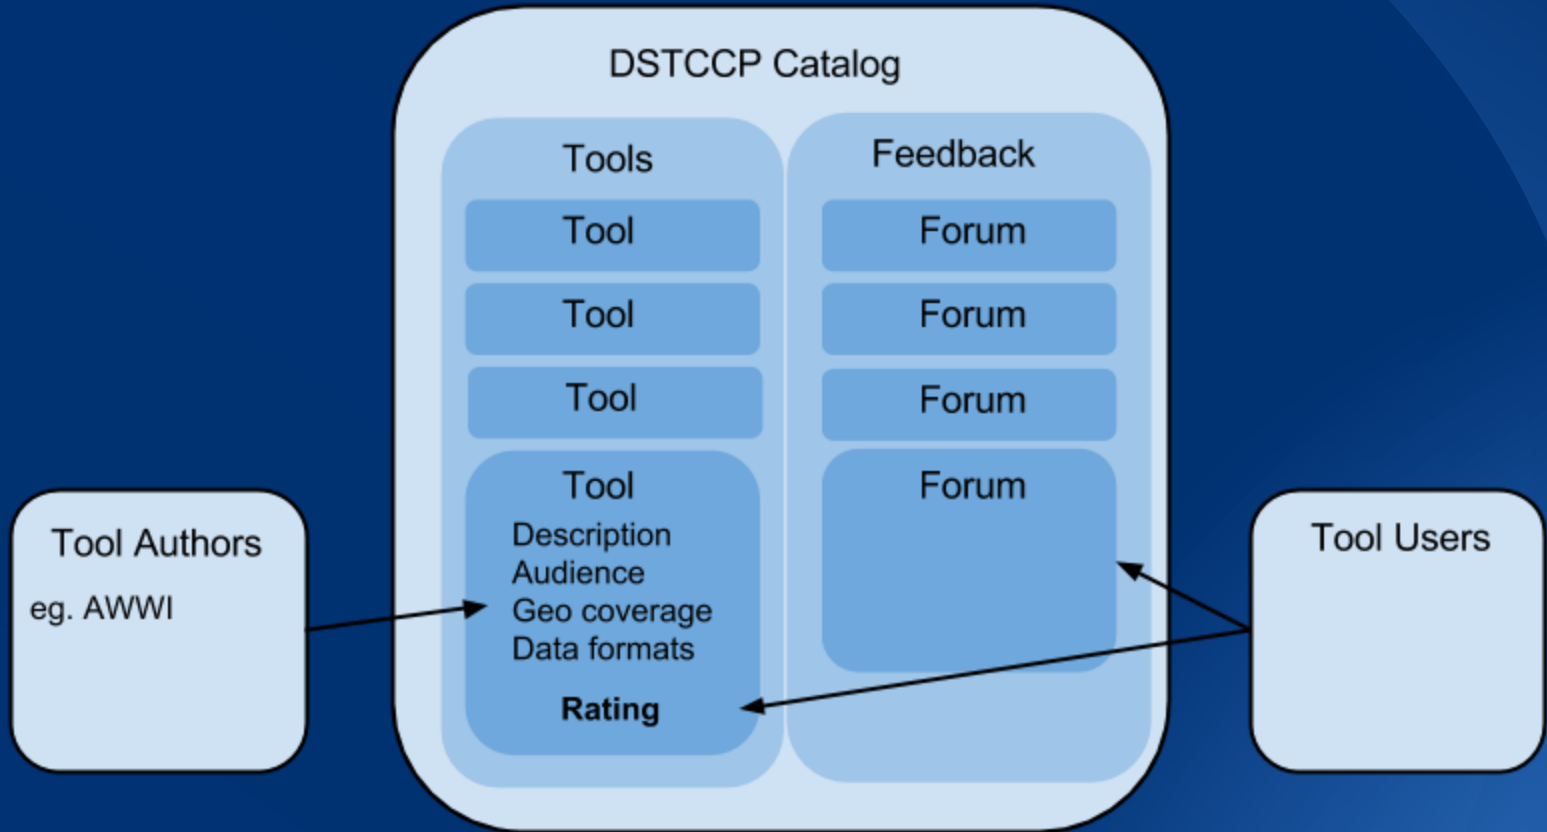 DSTCCP Catalog
Tools
Tool
Tool
Tool
Tool
Description
Audience
Geo coverage
Data formats
Rating
Feedback
Forum
Forum
Forum
Forum
Tool Authors
eg. AWWI
Tool Users